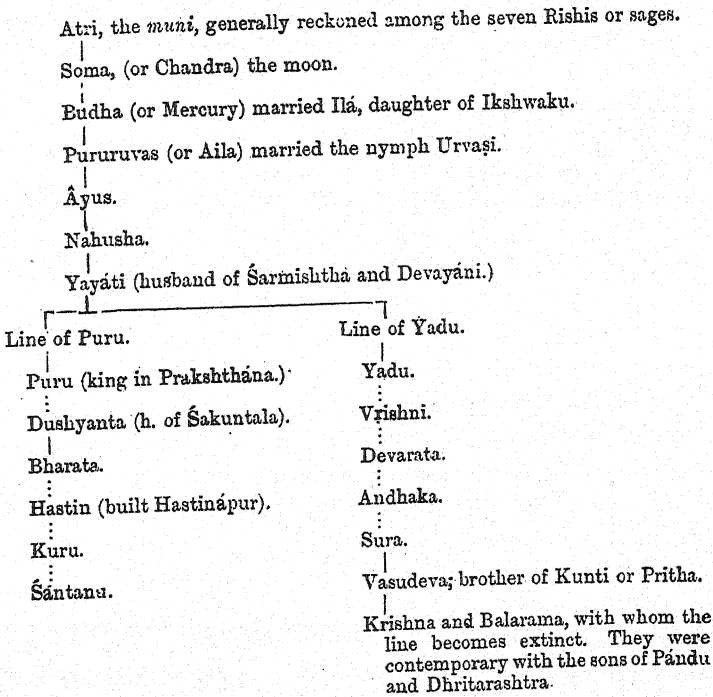 Atri, the muni, generally reckoned among the seven Rishis or sages.
Soma, (or Chandra) the moon.
Budha (or Mercury) married Ilá, daughter of Ikshwaku.
Pururuvas (or Aila) married the nymph Urvaṣi.
Âyus.
Nahusha.
Yayáti (husband of Śarmishthá and Devayáni.)
Line of Puru.
Puru (king in Prakshthána.)
Dushyanta (h. of Śakuntala).
Bharata.
Hastin (built Hastinápur).
Kuru.
Śántanu.
Line of Yadu.
Yadu.
Vrishni.
Devarata.
Andhaka.
Sura.
Vasudeva; brother of Kunti or Pritha.
Krishna and Balarama, with whom the
line becomes extinct. They were
contemporary with the sons of Pándu
and Dhritarashtra.